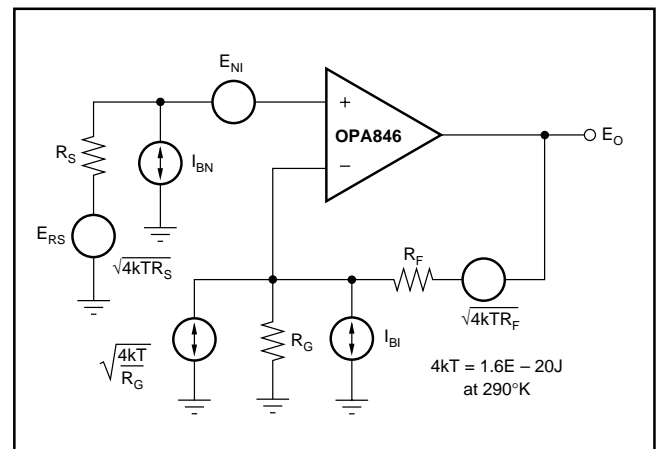 E_NI
+
OPA846
−
E_O
R_S
I_BN
E_RS
√4kTR_S
R_F
√4kTR_F
√4kT/R_G
R_G
I_BI
4kT = 1.6E – 20J
at 290°K